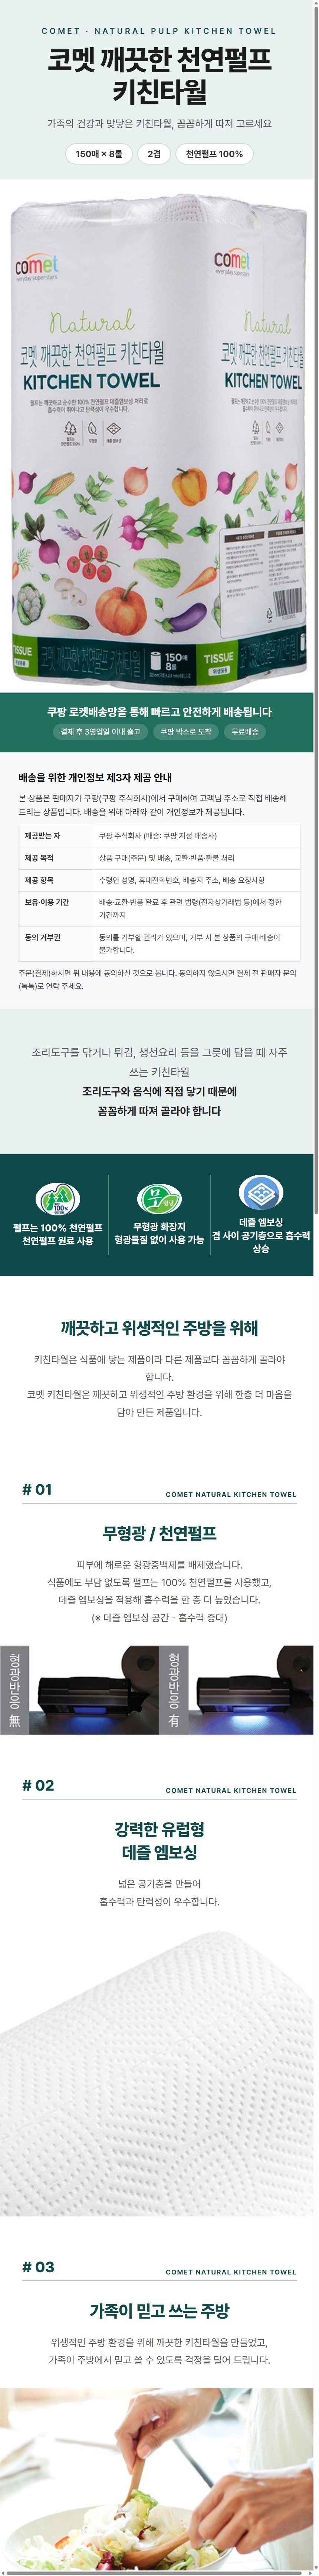 COMET · NATURAL PULP KITCHEN TOWEL
코멧 깨끗한 천연펄프
키친타월
가족의 건강과 맞닿은 키친타월, 꼼꼼하게 따져 고르세요
150매 × 8롤
2겹
천연펄프 100%
comet
everyday superstars
comet
everyday superstars
Natural
코멧 깨끗한 천연펄프 키친타월
KITCHEN TOWEL
Natural
코멧 깨끗한 천연펄프 키친타월
KITCHEN TOWEL
TISSUE
150매
8롤
TISSUE
쿠팡 로켓배송망을 통해 빠르고 안전하게 배송됩니다
결제 후 3영업일 이내 출고
쿠팡 박스로 도착
무료배송
배송을 위한 개인정보 제3자 제공 안내
본 상품은 판매자가 쿠팡(쿠팡 주식회사)에서 구매하여 고객님 주소로 직접 배송해
드리는 상품입니다. 배송을 위해 아래와 같이 개인정보가 제공됩니다.
제공받는 자
쿠팡 주식회사 (배송: 쿠팡 지정 배송사)
제공 목적
상품 구매(주문) 및 배송, 교환·반품·환불 처리
제공 항목
수령인 성명, 휴대전화번호, 배송지 주소, 배송 요청사항
보유·이용 기간
배송·교환·반품 완료 후 관련 법령(전자상거래법 등)에서 정한
기간까지
동의 거부권
동의를 거부할 권리가 있으며, 거부 시 본 상품의 구매·배송이
불가합니다.
주문(결제)하시면 위 내용에 동의하신 것으로 봅니다. 동의하지 않으시면 결제 전 판매자 문의
(톡톡)로 연락 주세요.
조리도구를 닦거나 튀김, 생선요리 등을 그릇에 담을 때 자주
쓰는 키친타월
조리도구와 음식에 직접 닿기 때문에
꼼꼼하게 따져 골라야 합니다
100%
무형광
펄프는 100% 천연펄프
천연펄프 원료 사용
무형광 화장지
형광물질 없이 사용 가능
데즐 엠보싱
겹 사이 공기층으로 흡수력
상승
깨끗하고 위생적인 주방을 위해
키친타월은 식품에 닿는 제품이라 다른 제품보다 꼼꼼하게 골라야
합니다.
코멧 키친타월은 깨끗하고 위생적인 주방 환경을 위해 한층 더 마음을
담아 만든 제품입니다.
# 01
COMET NATURAL KITCHEN TOWEL
무형광 / 천연펄프
피부에 해로운 형광증백제를 배제했습니다.
식품에도 부담 없도록 펄프는 100% 천연펄프를 사용했고,
데즐 엠보싱을 적용해 흡수력을 한 층 더 높였습니다.
(※ 데즐 엠보싱 공간 - 흡수력 증대)
형광반응 無
형광반응 有
# 02
COMET NATURAL KITCHEN TOWEL
강력한 유럽형
데즐 엠보싱
넓은 공기층을 만들어
흡수력과 탄력성이 우수합니다.
# 03
COMET NATURAL KITCHEN TOWEL
가족이 믿고 쓰는 주방
위생적인 주방 환경을 위해 깨끗한 키친타월을 만들었고,
가족이 주방에서 믿고 쓸 수 있도록 걱정을 덜어 드립니다.